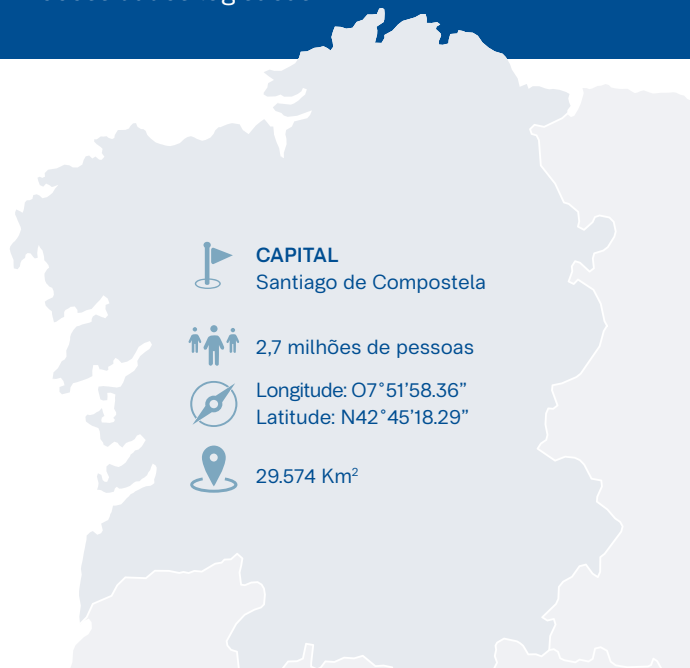 CAPITAL
Santiago de Compostela
2,7 milhões de pessoas
Longitude: O7°51’58.36”
Latitude: N42°45’18.29”
29.574 Km²